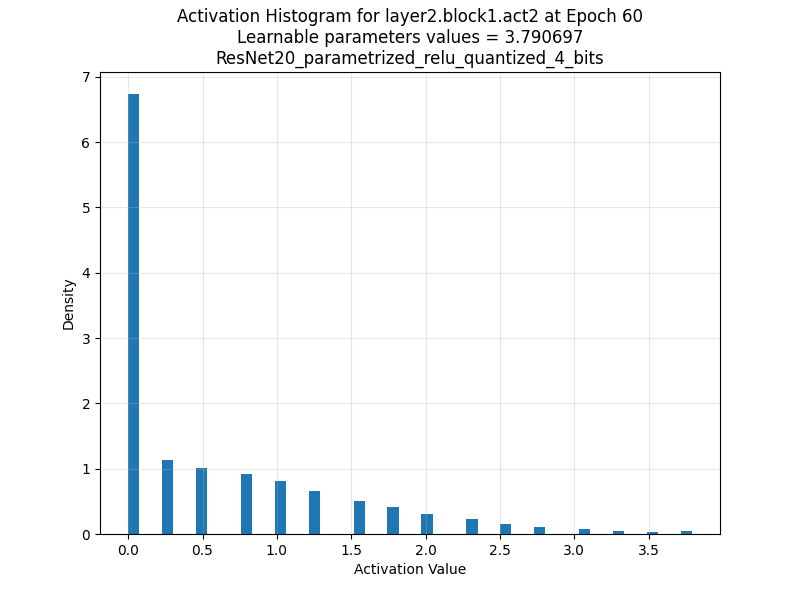 Activation Histogram for layer2.block1.act2 at Epoch 60
Learnable parameters values = 3.790697
ResNet20_parametrized_relu_quantized_4_bits
7
6
5
4
3
2
1
0
Density
0.0 0.5 1.0 1.5 2.0 2.5 3.0 3.5
Activation Value